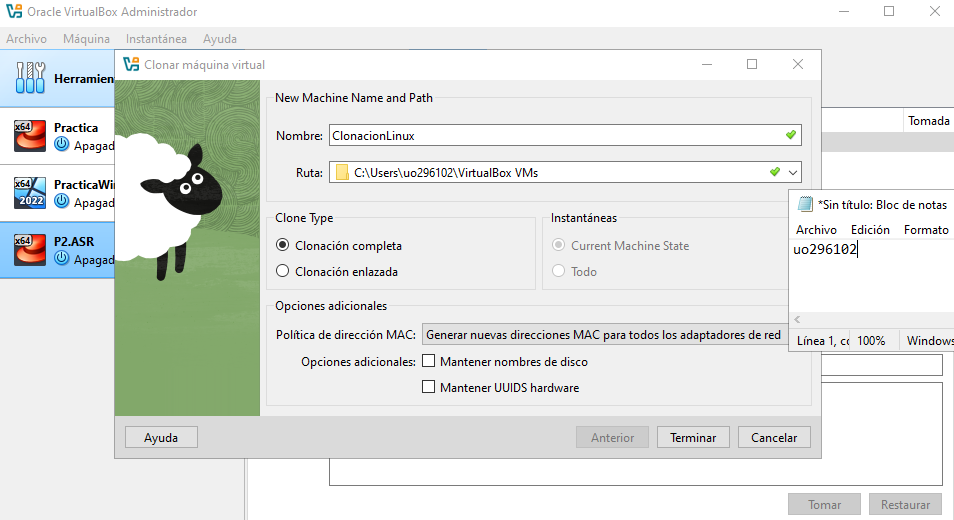 Oracle VirtualBox Administrador
Archivo Máquina Instantánea Ayuda
Herramien
x64 Practica
Apagad
x64 PracticaWin
2022 Apagad
x64 P2.ASR
Apagad
Clonar máquina virtual
New Machine Name and Path
Nombre: ClonacionLinux
Ruta: C:\Users\uo296102\VirtualBox VMs
Clone Type
Clonación completa
Clonación enlazada
Instantáneas
Current Machine State
Todo
Opciones adicionales
Política de dirección MAC: Generar nuevas direcciones MAC para todos los adaptadores de red
Opciones adicionales: Mantener nombres de disco
Mantener UUIDS hardware
Ayuda Anterior Terminar Cancelar
Tomada
*Sin título: Bloc de notas
Archivo Edición Formato
uo296102
Línea 1, co 100% Windows
Tomar Restaurar